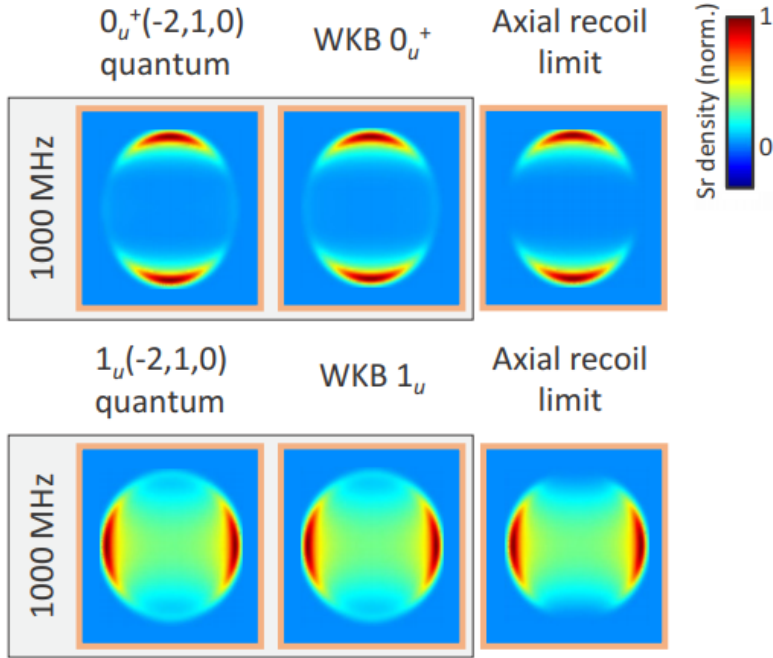 0u+(-2,1,0)
quantum
WKB 0u+
Axial recoil
limit
Sr density (norm.)
1
0
1000 MHz
1u(-2,1,0)
quantum
WKB 1u
Axial recoil
limit
1000 MHz